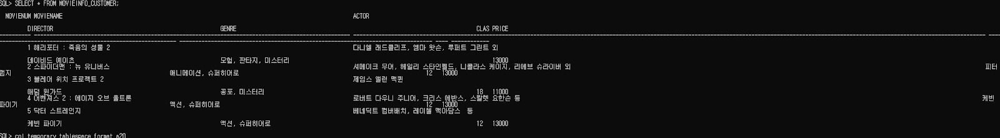 SQL> SELECT * FROM MOVIEINFO_CUSTOMER;
MOVIENUM MOVIENAME ACTOR
DIRECTOR GENRE CLAS PRICE
1 해리포터 : 죽음의 성물 2 다니엘 래드클리프, 엠마 왓슨, 루퍼트 그린트 외
데이비드 예이츠 모험, 판타지, 미스터리 13000
2 스파이더맨 : 뉴 유니버스 셔메이크 무어, 헤일리 스타인펠드, 니콜라스 케이지, 리에브 슈라이버 외 피터
램지 애니메이션, 슈퍼히어로 12 13000
3 블레어 위치 프로젝트 2 제임스 앨런 맥퀸
애덤 윈가드 공포, 미스터리 18 11000
4 어벤져스 2 : 에이지 오브 울트론 로버트 다우니 주니어, 크리스 에반스, 스칼렛 요한슨 등 케빈
파이기 액션, 슈퍼히어로 12 13000
5 닥터 스트레인지 베네딕트 컴버배치, 레이첼 맥아담스 등
케빈 파이기 액션, 슈퍼히어로 12 13000
SQL> col temporary_tablespace format a20